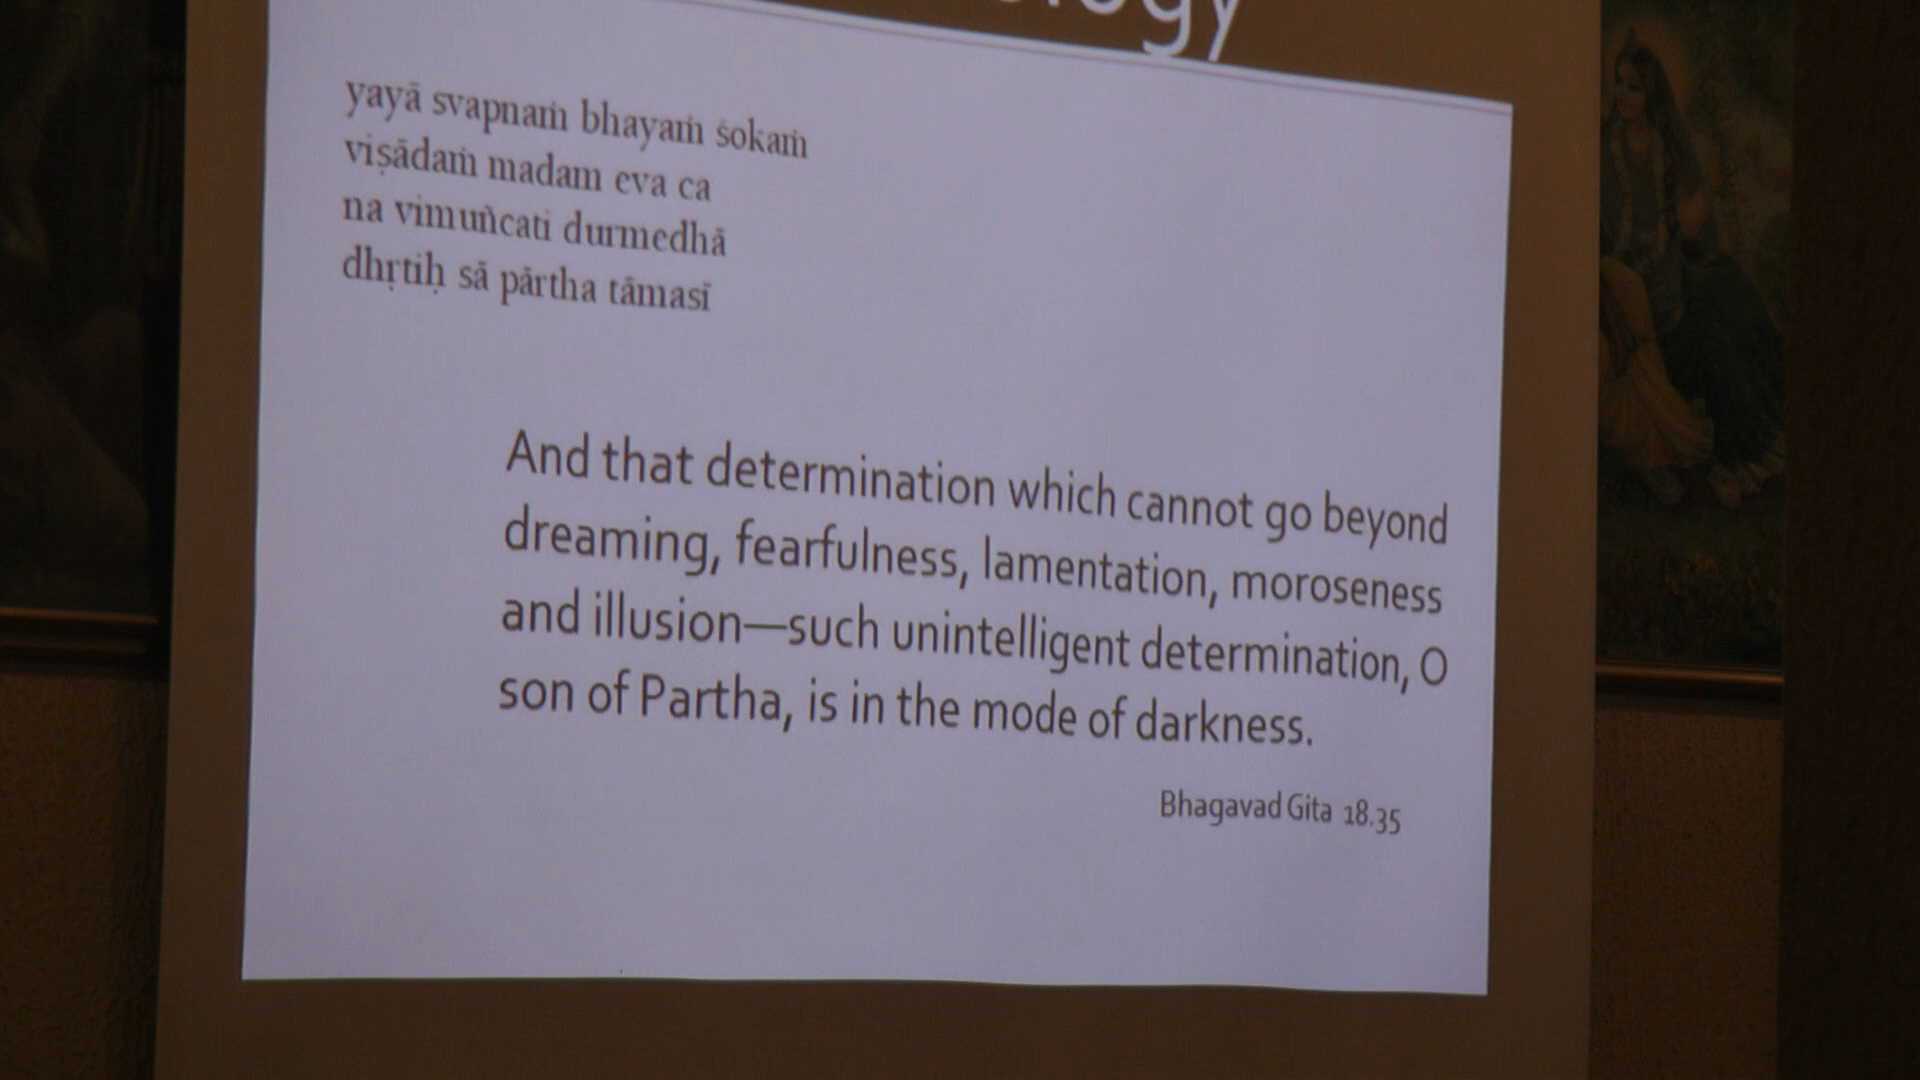 yayā svapnaṁ bhayaṁ śokaṁ
viṣādaṁ madam eva ca
na vimuñcati durmedhā
dhṛtiḥ sā pārtha tāmasī
And that determination which cannot go beyond
dreaming, fearfulness, lamentation, moroseness
and illusion—such unintelligent determination, O
son of Partha, is in the mode of darkness.
Bhagavad Gita 18.35